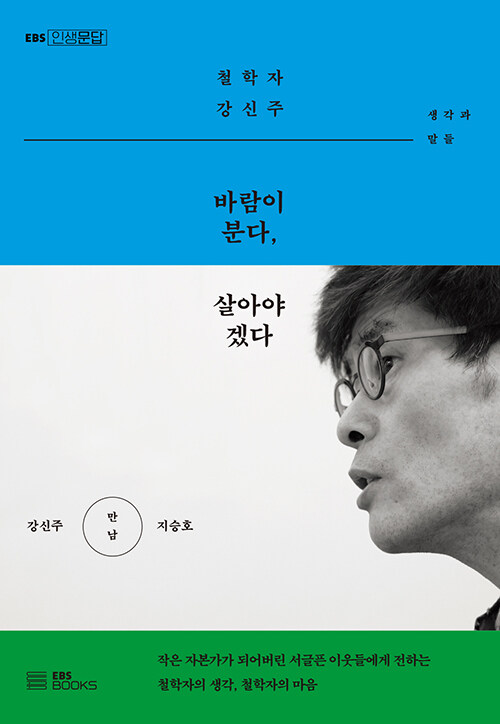 EBS 인생문답
철학자
강신주
생각과
말들
바람이
분다,
살아야
겠다
강신주 만남 지승호
EBS BOOKS
작은 자본가가 되어버린 서글픈 이웃들에게 전하는
철학자의 생각, 철학자의 마음